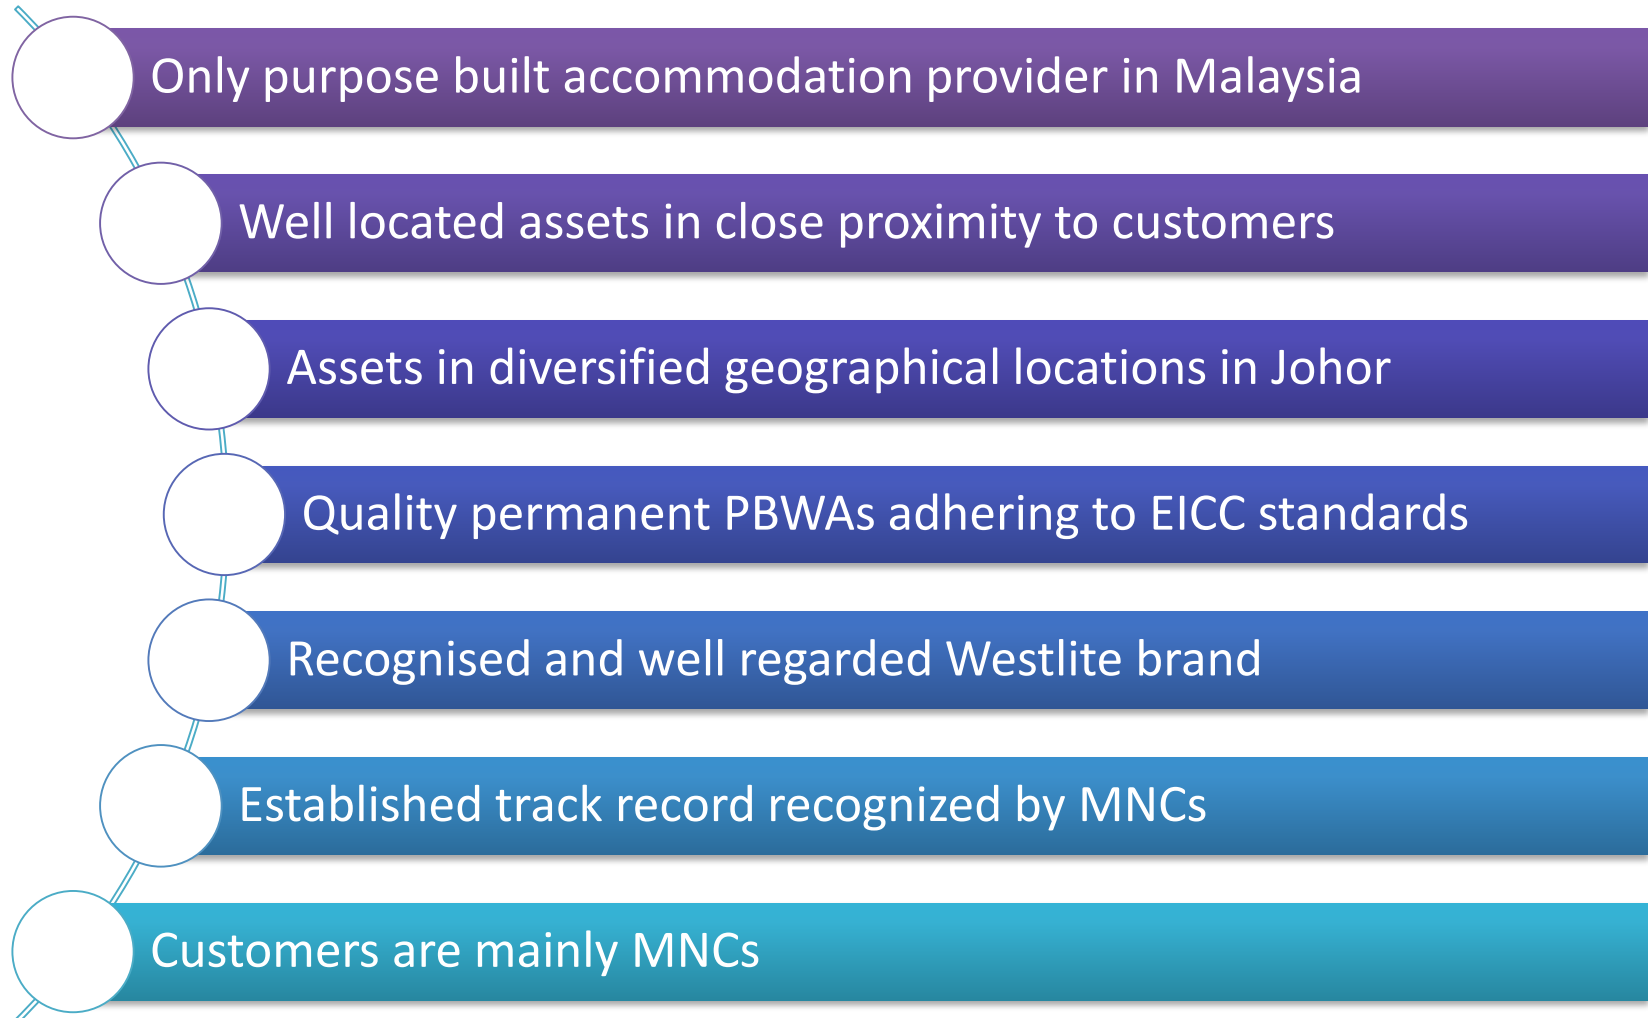 Only purpose built accommodation provider in Malaysia
Well located assets in close proximity to customers
Assets in diversified geographical locations in Johor
Quality permanent PBWAs adhering to EICC standards
Recognised and well regarded Westlite brand
Established track record recognized by MNCs
Customers are mainly MNCs